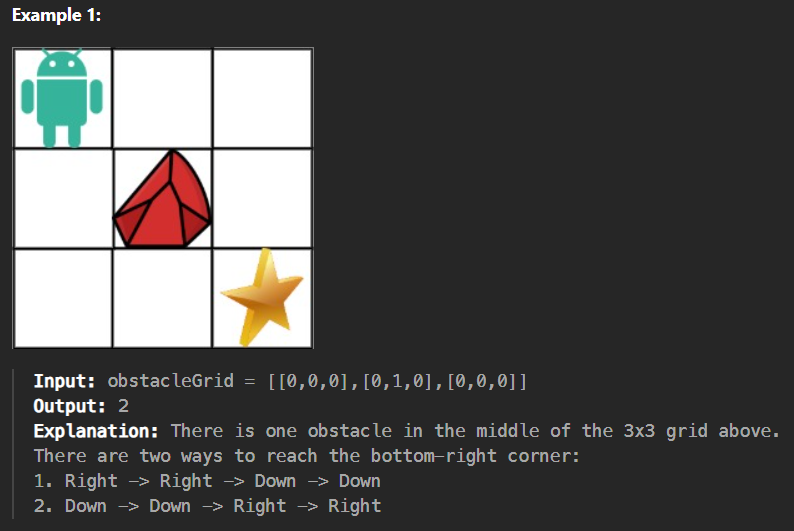 Example 1:
Input: obstacleGrid = [[0,0,0],[0,1,0],[0,0,0]]
Output: 2
Explanation: There is one obstacle in the middle of the 3x3 grid above.
There are two ways to reach the bottom-right corner:
1. Right -> Right -> Down -> Down
2. Down -> Down -> Right -> Right